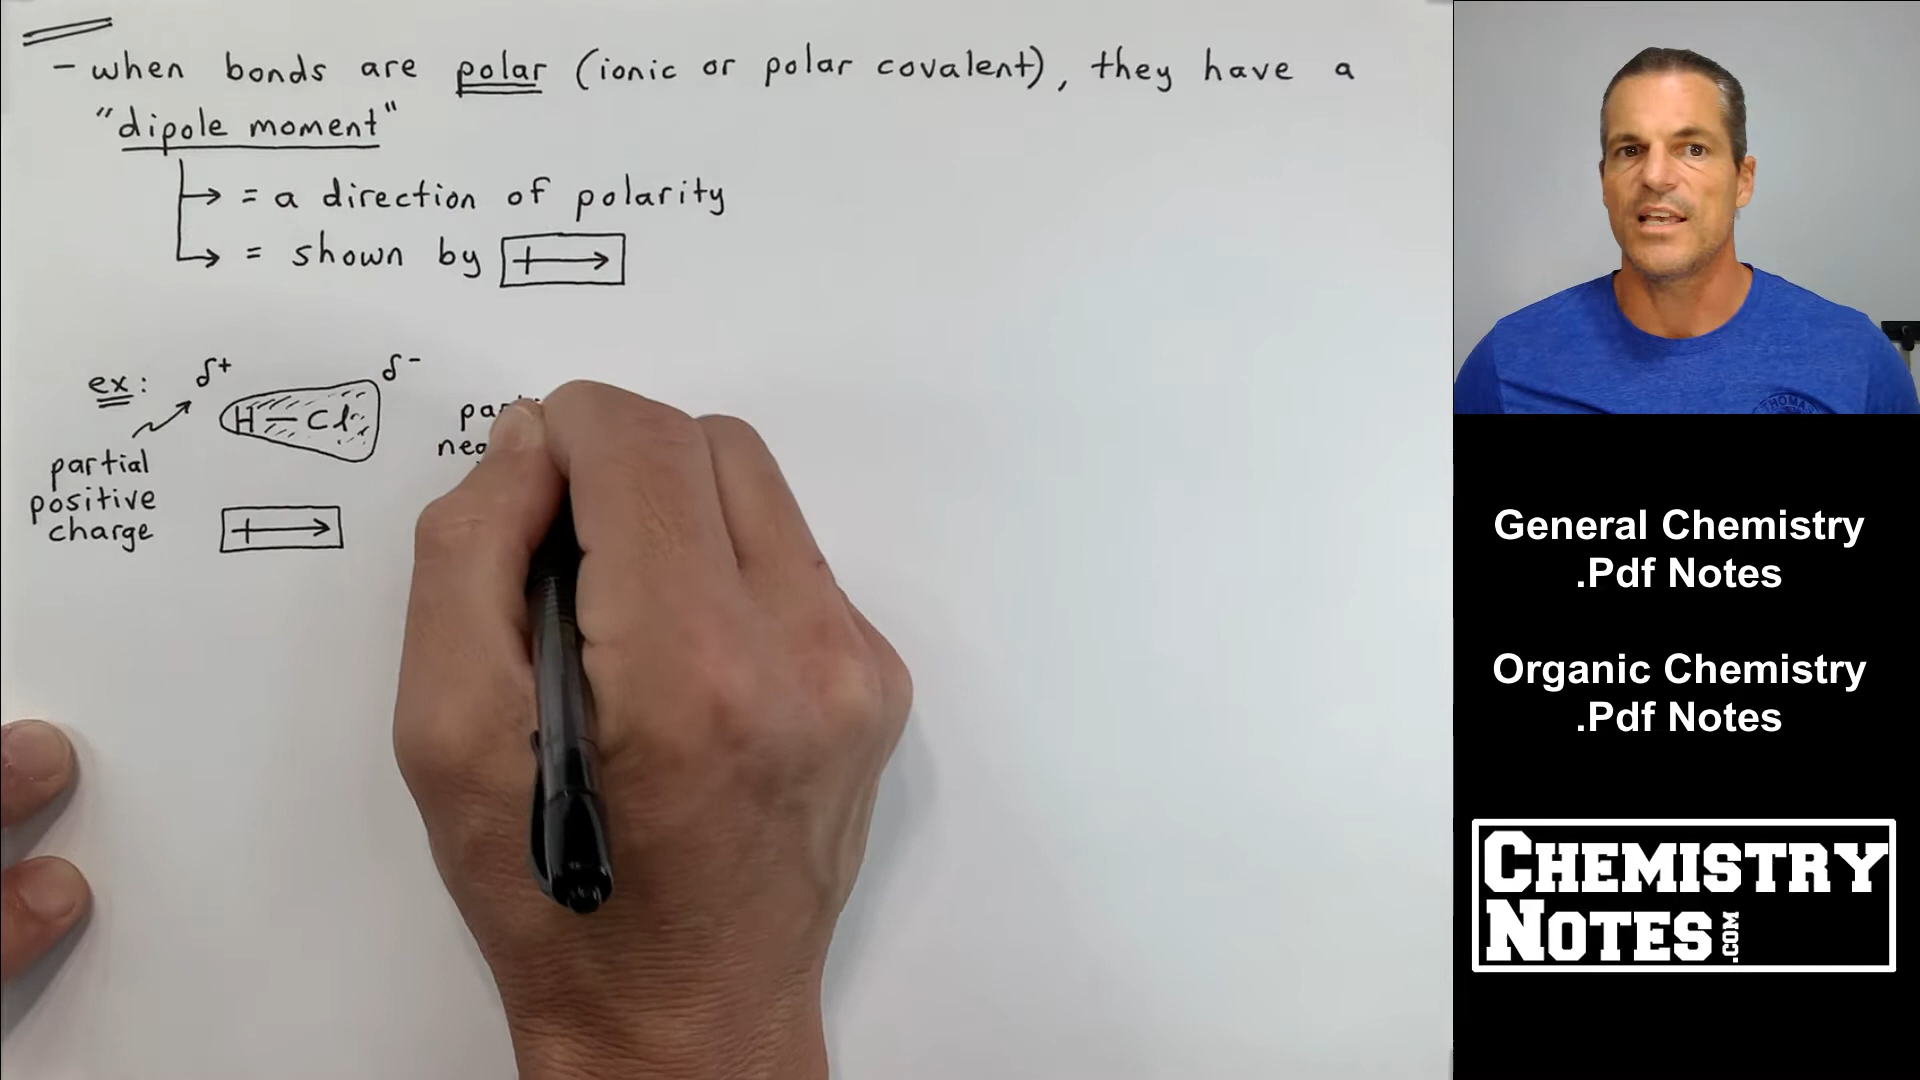 - when bonds are polar (ionic or polar covalent), they have a
"dipole moment"
= a direction of polarity
= shown by
ex:
δ+
δ-
H-Cl
partial
positive
charge
THOMAS
General Chemistry
.Pdf Notes
Organic Chemistry
.Pdf Notes
CHEMISTRY
NOTES.COM